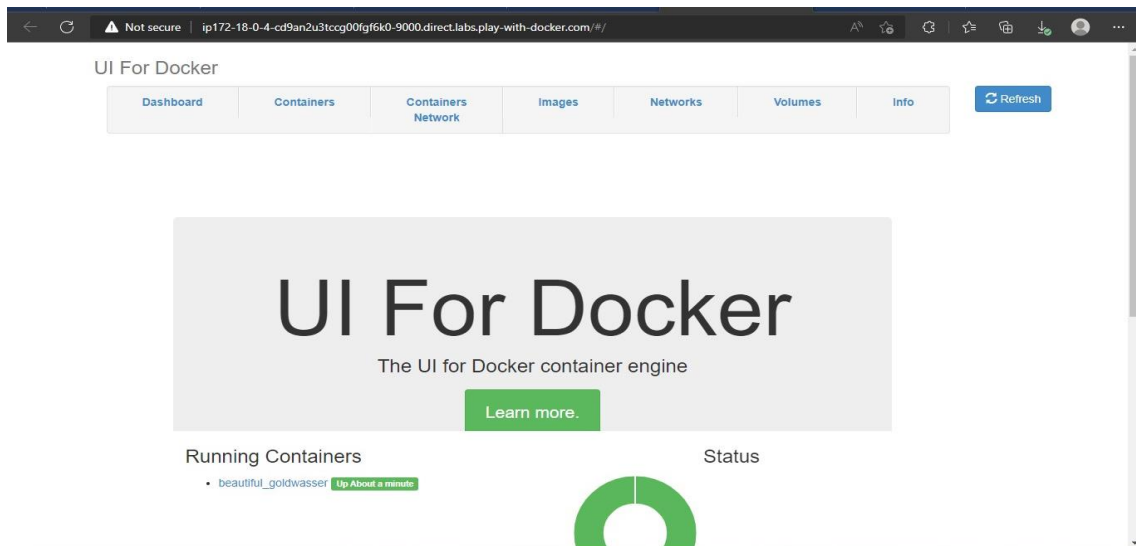 Not secure ip172-18-0-4-cd9an2u3tccg00fgf6k0-9000.direct.labs.play-with-docker.com/#/
UI For Docker
Dashboard Containers Containers Network Images Networks Volumes Info Refresh
UI For Docker
The UI for Docker container engine
Learn more.
Running Containers
beautiful_goldwasser Up About a minute
Status